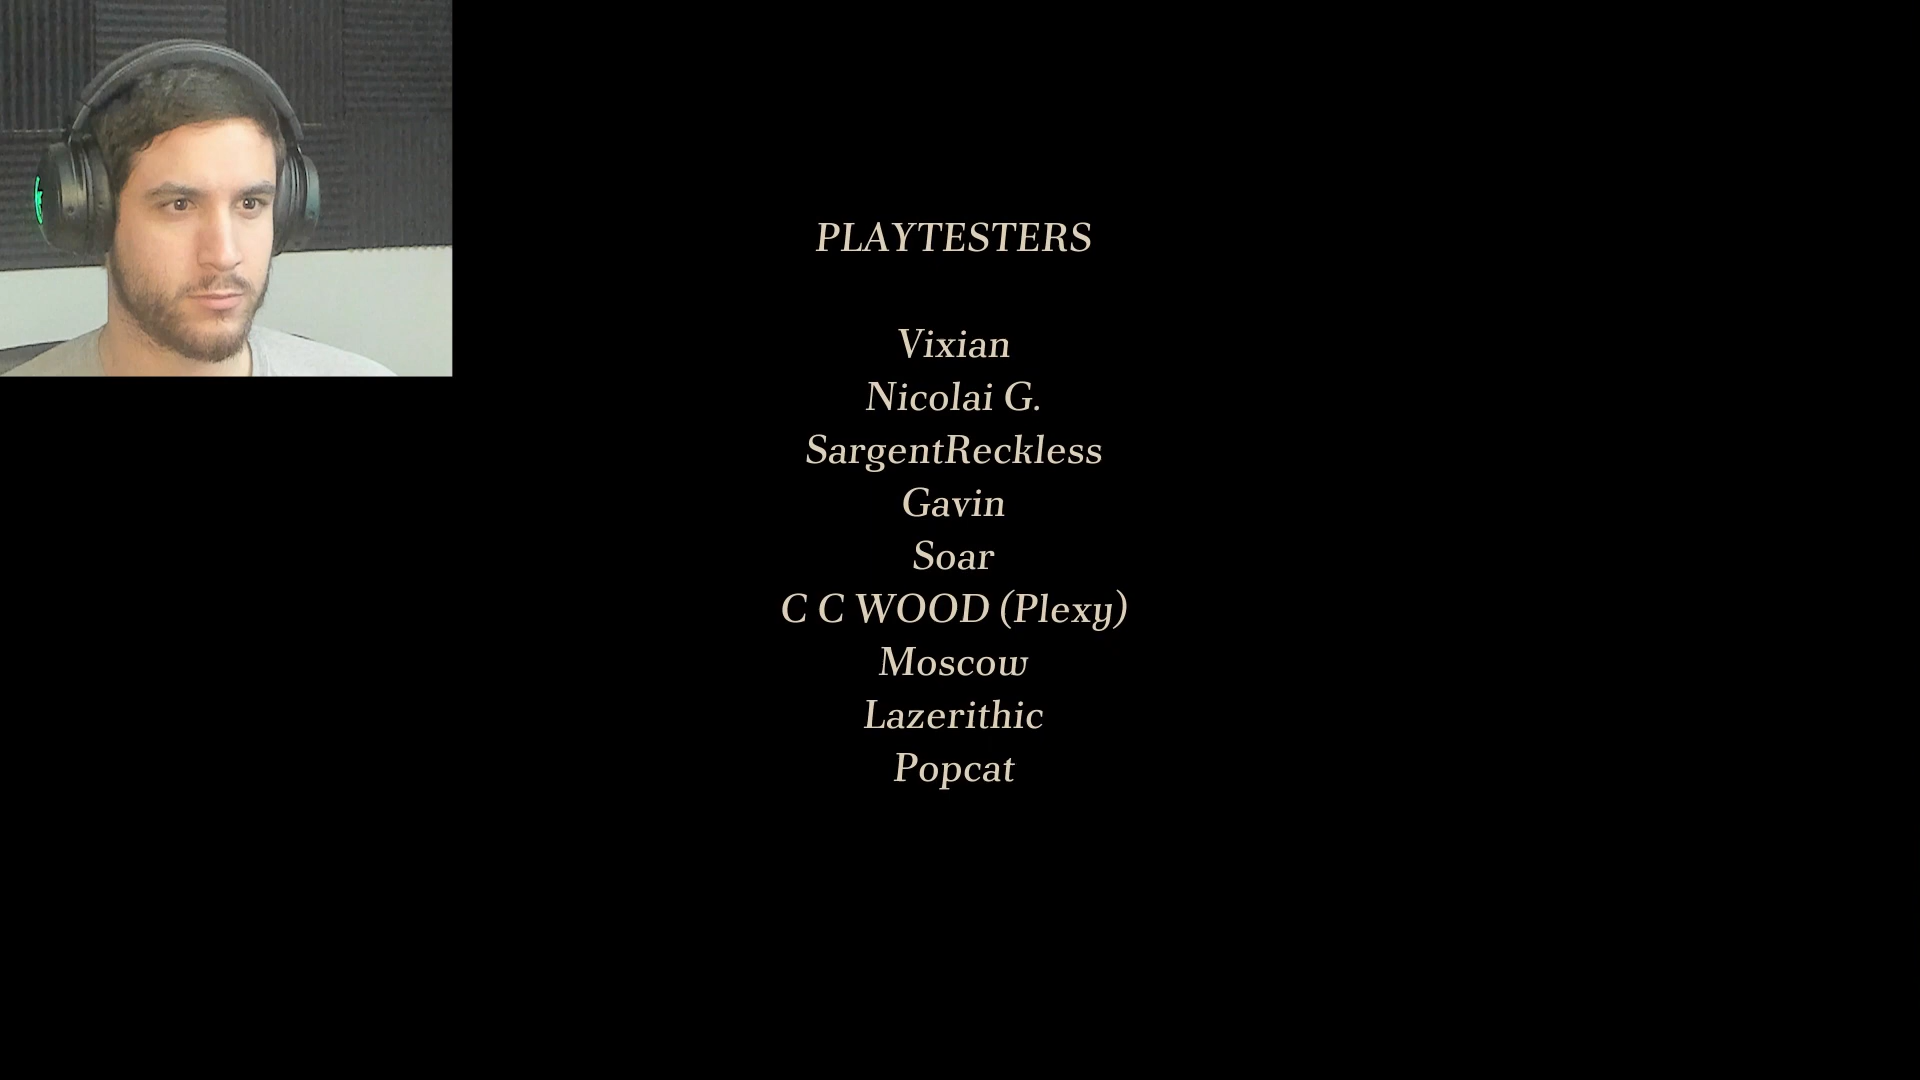 PLAYTESTERS
Vixian
Nicolai G.
SargentReckless
Gavin
Soar
C C WOOD (Plexy)
Moscow
Lazerithic
Popcat